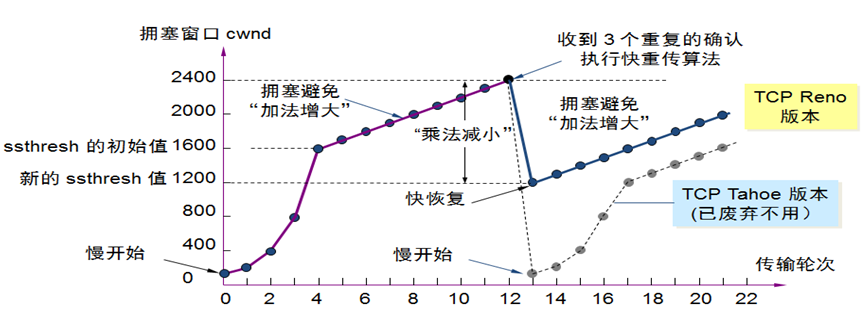 拥塞窗口 cwnd
收到 3 个重复的确认
执行快重传算法
2400
拥塞避免
“加法增大”
拥塞避免
“加法增大”
TCP Reno
版本
2000
“乘法减小”
ssthresh 的初始值 1600
新的 ssthresh 值 1200
快恢复
TCP Tahoe 版本
(已废弃不用)
800
慢开始
400
慢开始
传输轮次
0
0 2 4 6 8 10 12 14 16 18 20 22